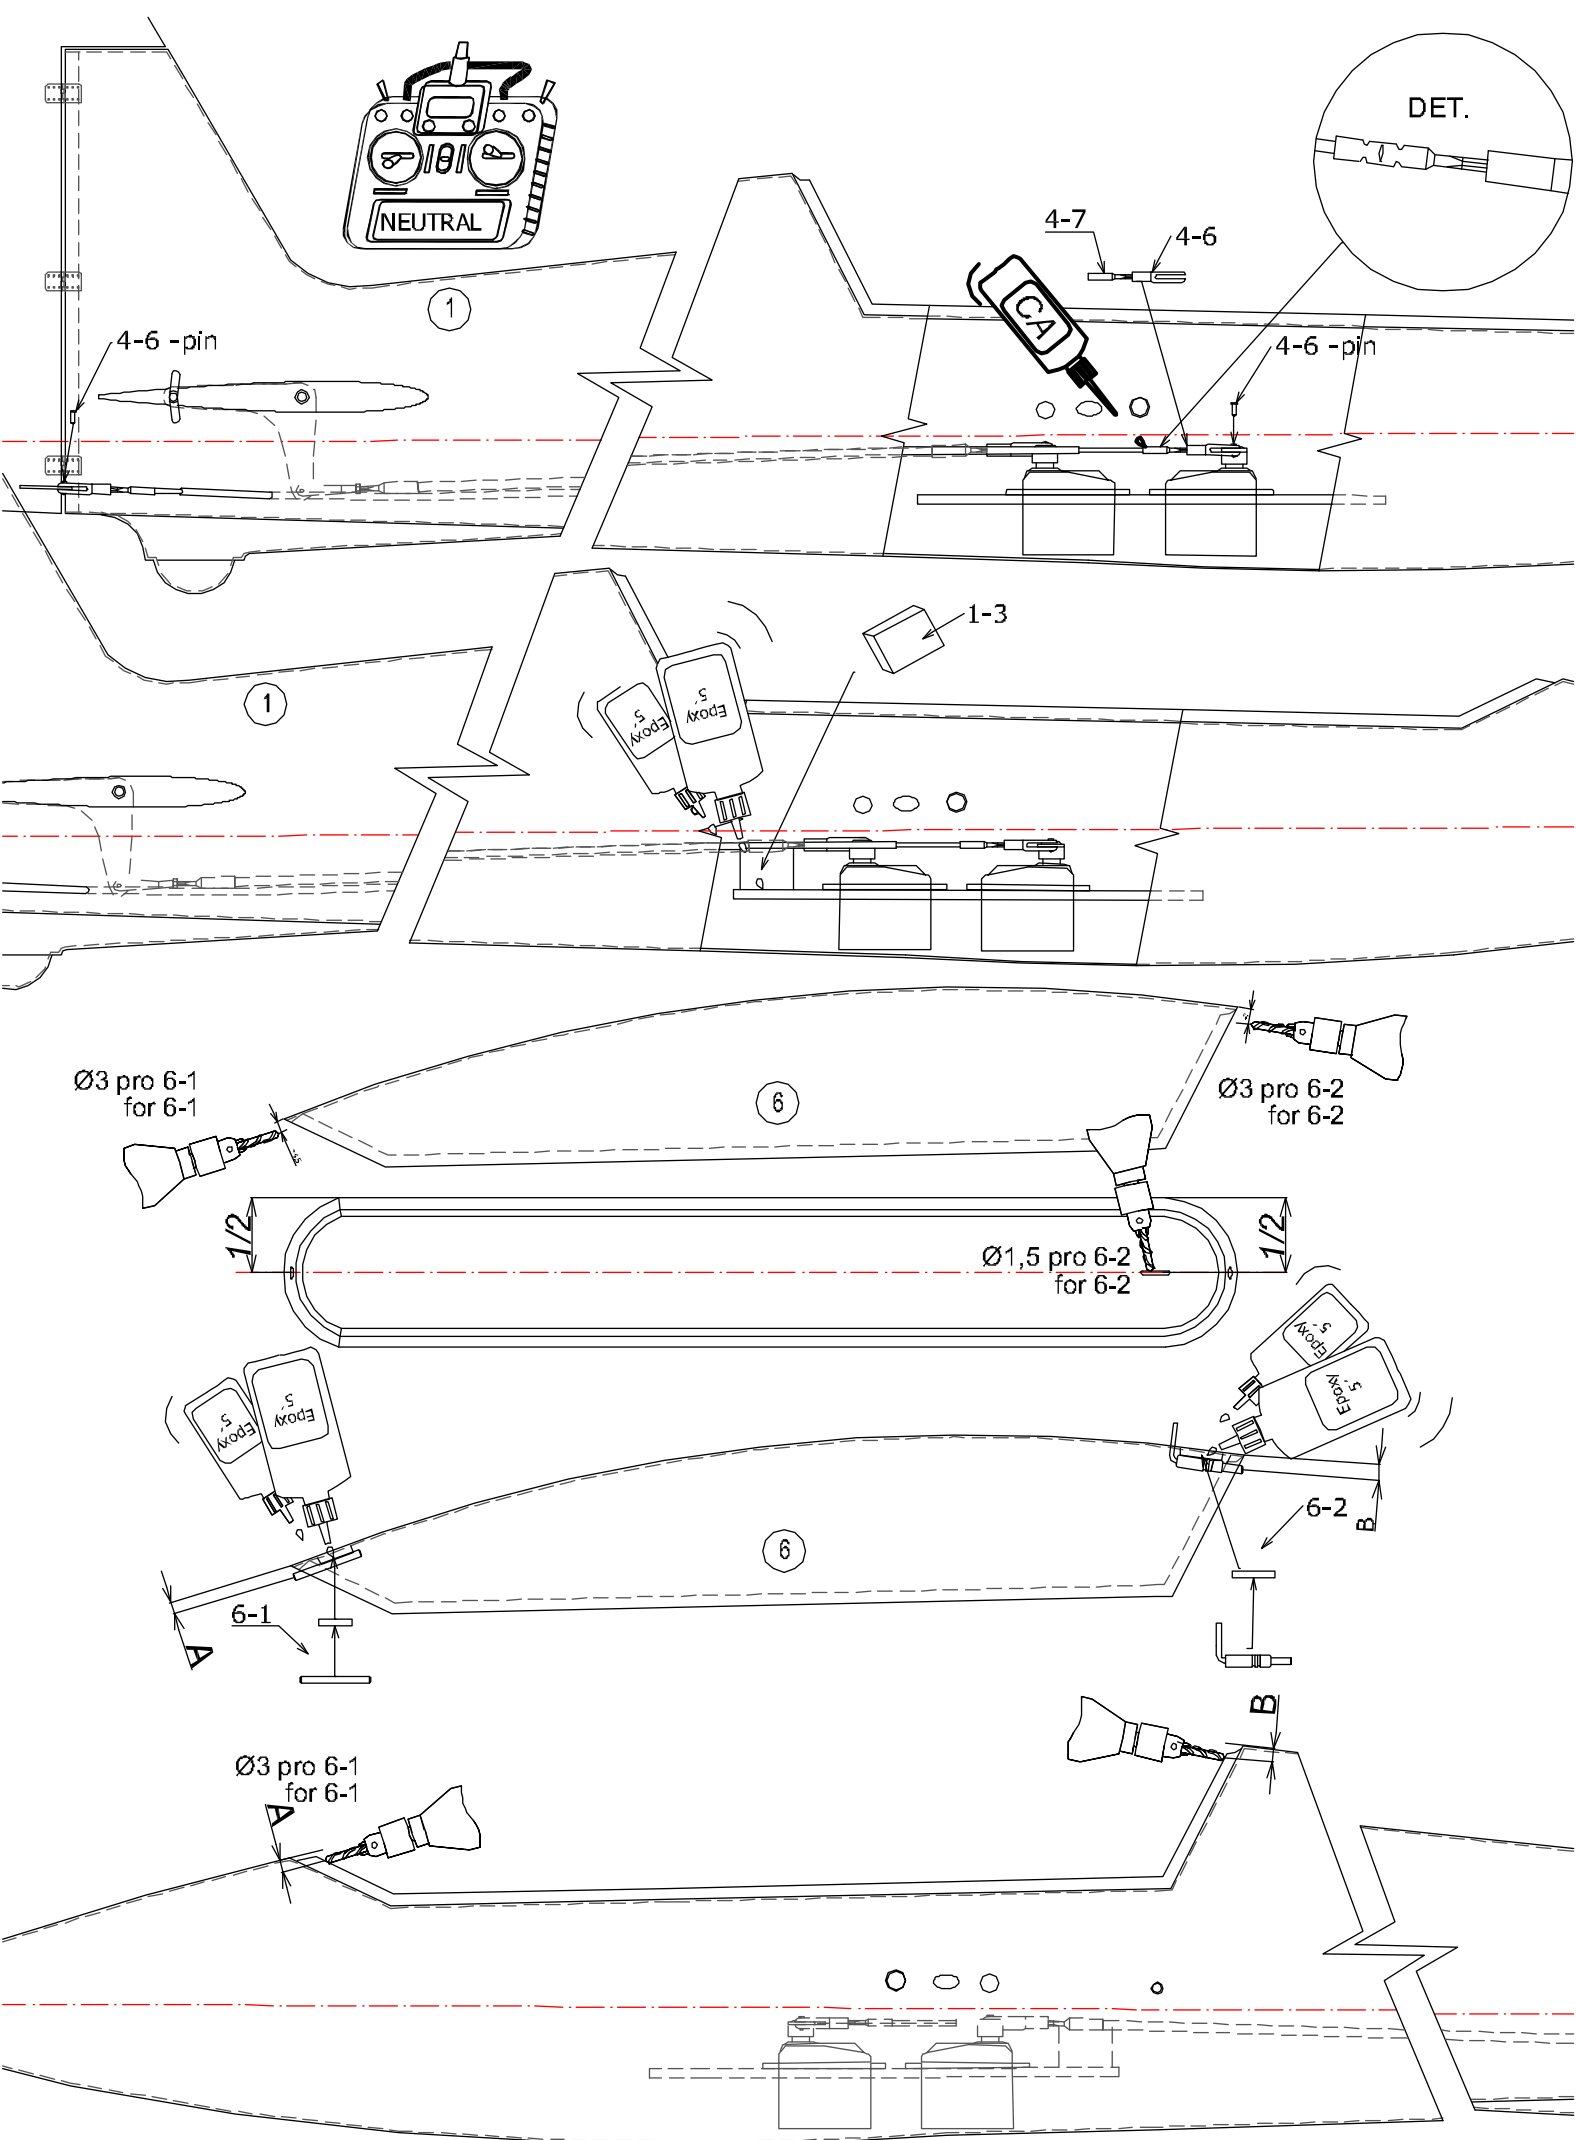 DET.
NEUTRAL
4-7
4-6
1
CA
4-6 -pin
4-6 -pin
1-3
Epoxy 5´
Epoxy 5´
1
Ø3 pro 6-1
for 6-1
6
Ø3 pro 6-2
for 6-2
1/2
1/2
Ø1,5 pro 6-2
for 6-2
Epoxy 5´
Epoxy 5´
Epoxy 5´
Epoxy 5´
6-2
B
6
6-1
A
B
Ø3 pro 6-1
for 6-1
A